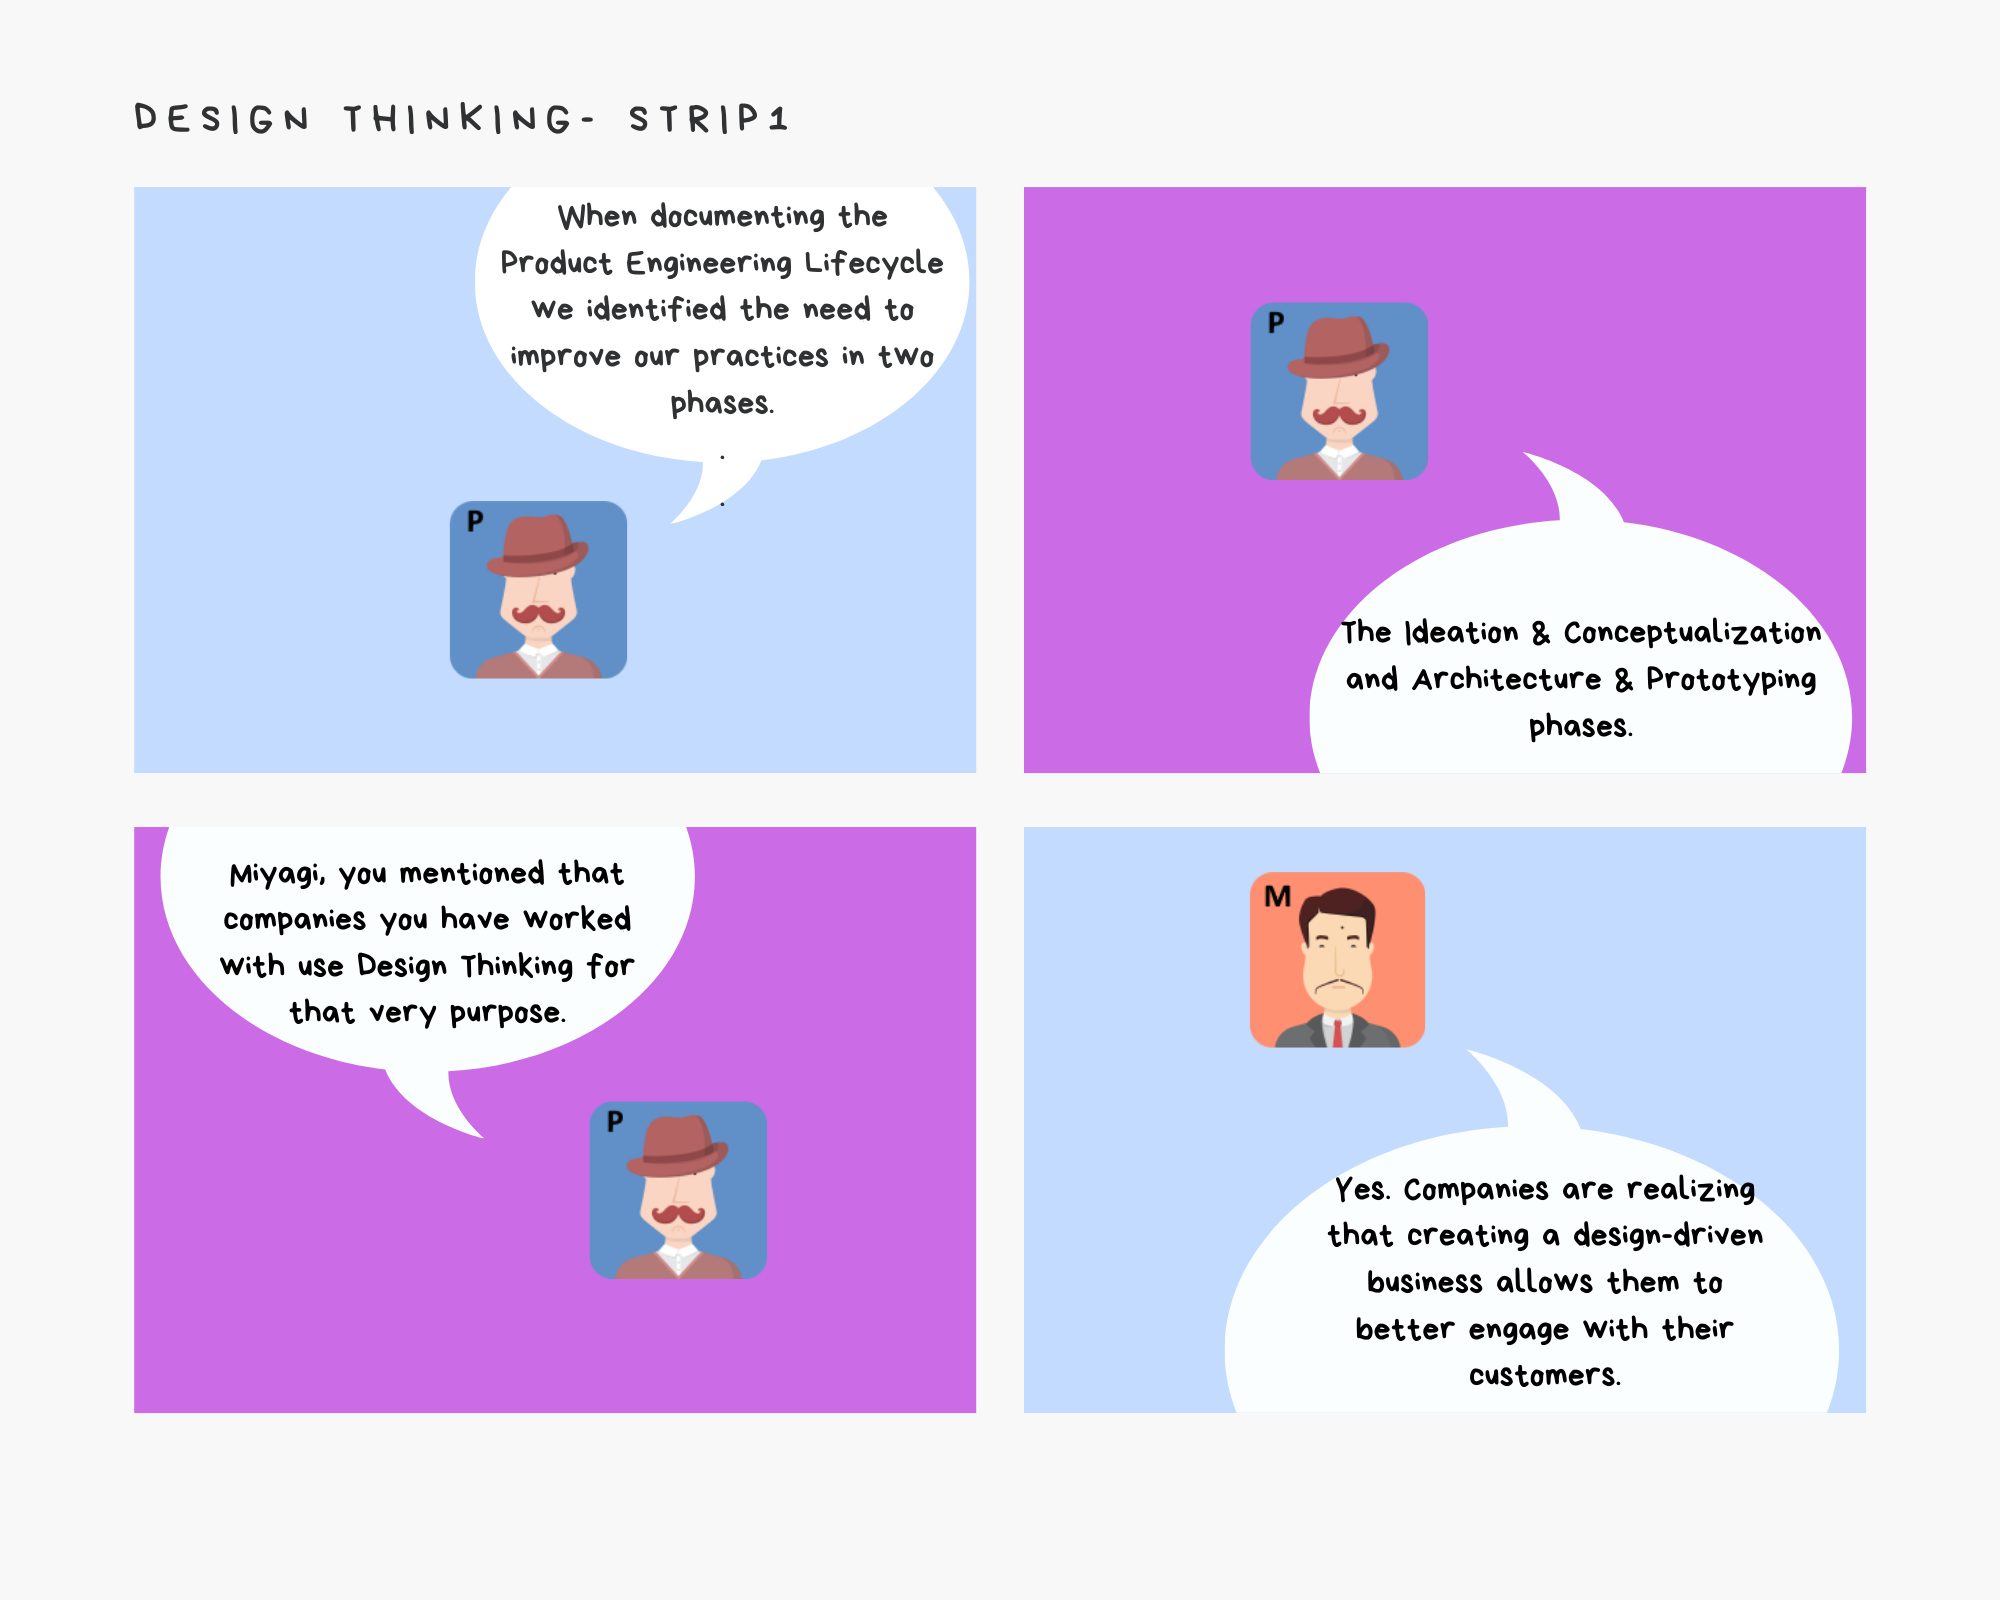 DESIGN THINKING- STRIP1
When documenting the
Product Engineering Lifecycle
we identified the need to
improve our practices in two
phases.
.
.
P
P
The Ideation & Conceptualization
and Architecture & Prototyping
phases.
Miyagi, you mentioned that
companies you have worked
with use Design Thinking for
that very purpose.
P
M
Yes. Companies are realizing
that creating a design-driven
business allows them to
better engage with their
customers.